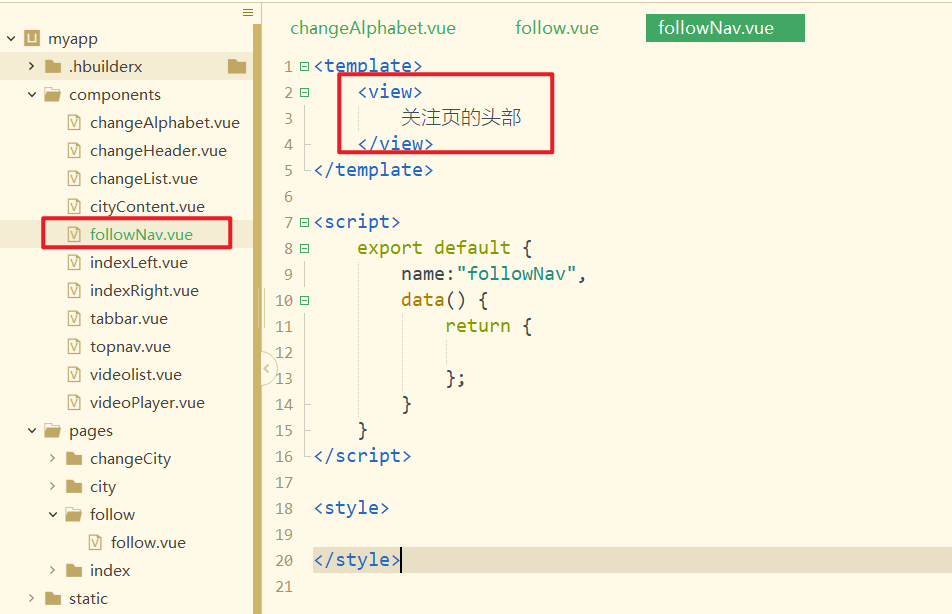 myapp
.hbuilderx
components
changeAlphabet.vue
changeHeader.vue
changeList.vue
cityContent.vue
followNav.vue
indexLeft.vue
indexRight.vue
tabbar.vue
topnav.vue
videolist.vue
videoPlayer.vue
pages
changeCity
city
follow
follow.vue
index
static
changeAlphabet.vue follow.vue followNav.vue
1 <template>
2 <view>
3 关注页的头部
4 </view>
5 </template>
6
7 <script>
8 export default {
9 name:"followNav",
10 data() {
11 return {
12
13 };
14 }
15 }
16 </script>
17
18 <style>
19
20 </style>
21